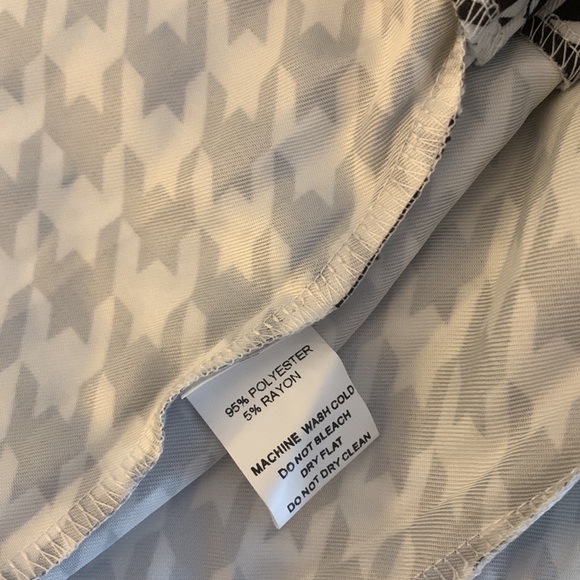 95% POLYESTER
5% RAYON
MACHINE WASH COLD
DO NOT BLEACH
DRY FLAT
DO NOT DRY CLEAN